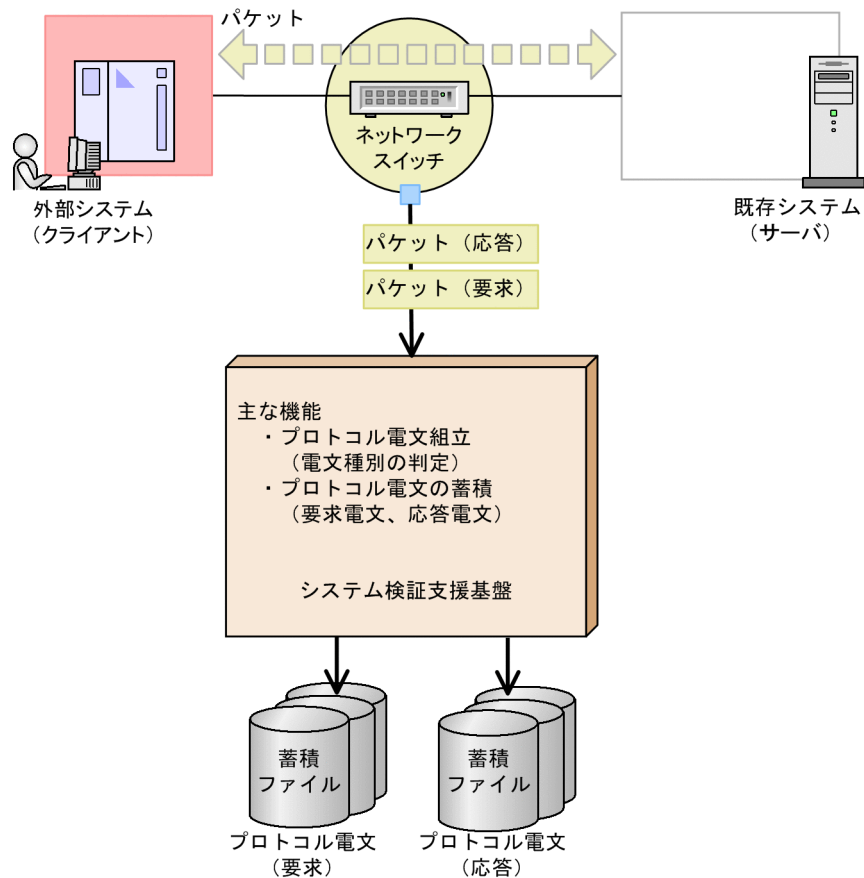 パケット
ネットワーク
スイッチ
外部システム
（クライアント）
既存システム
（サーバ）
パケット（応答）
パケット（要求）
主な機能
・プロトコル電文組立
（電文種別の判定）
・プロトコル電文の蓄積
（要求電文、応答電文）
システム検証支援基盤
蓄積
ファイル
蓄積
ファイル
プロトコル電文
（要求）
プロトコル電文
（応答）